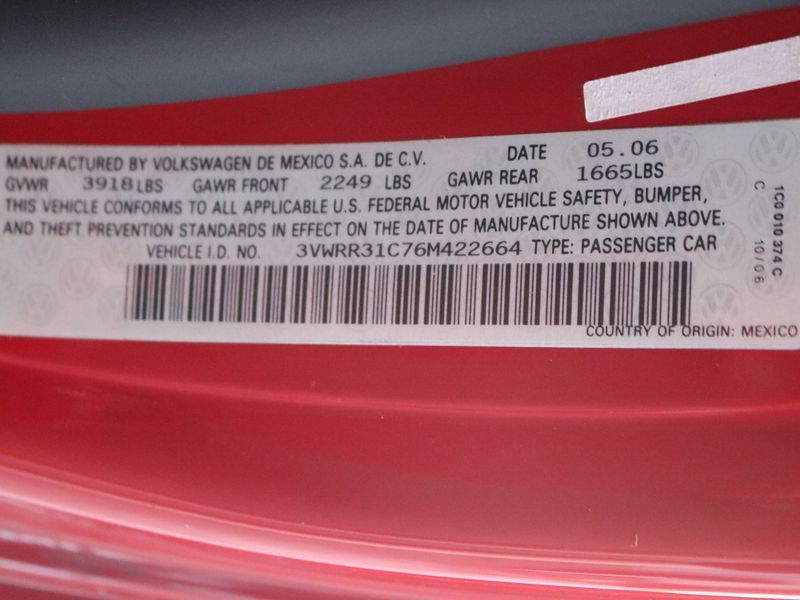 MANUFACTURED BY VOLKSWAGEN DE MEXICO S.A. DE C.V. DATE 05.06
GVWR 3918 LBS GAWR FRONT 2249 LBS GAWR REAR 1665LBS
THIS VEHICLE CONFORMS TO ALL APPLICABLE U.S. FEDERAL MOTOR VEHICLE SAFETY, BUMPER,
AND THEFT PREVENTION STANDARDS IN EFFECT ON THE DATE OF MANUFACTURE SHOWN ABOVE.
VEHICLE I.D. NO. 3VWRR31C76M422664 TYPE: PASSENGER CAR
COUNTRY OF ORIGIN: MEXICO
1C0 010 374 C
C 10/06